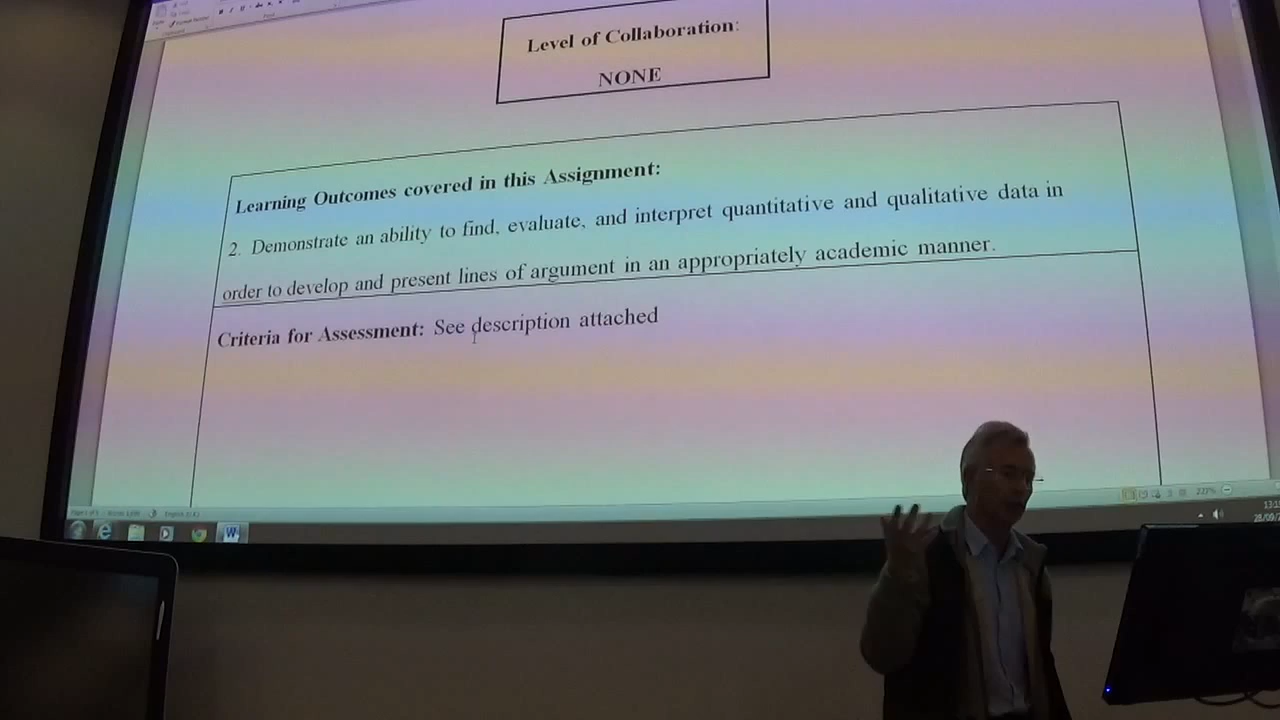 Level of Collaboration:
NONE
Learning Outcomes covered in this Assignment:
2. Demonstrate an ability to find, evaluate, and interpret quantitative and qualitative data in
order to develop and present lines of argument in an appropriately academic manner.
Criteria for Assessment: See description attached
227%